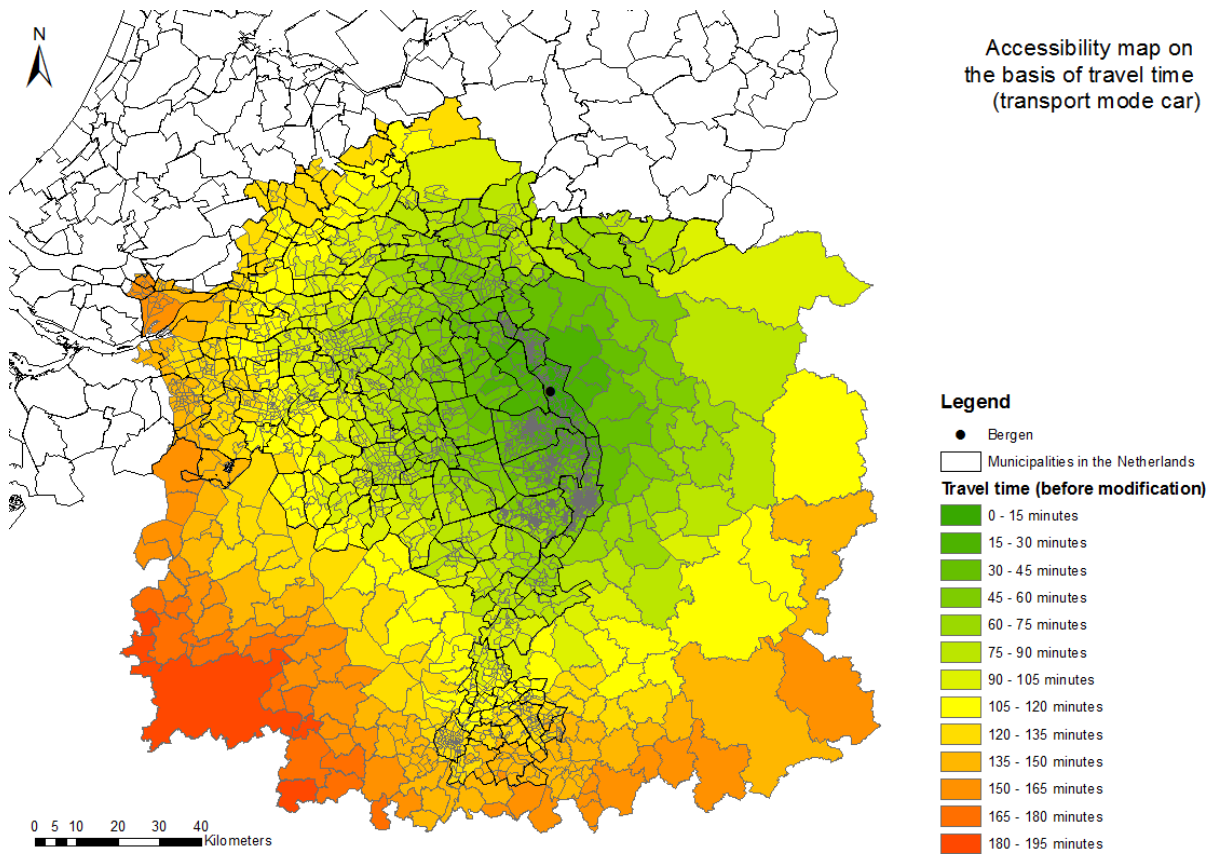 N
Accessibility map on
the basis of travel time
(transport mode car)
Legend
Bergen
Municipalities in the Netherlands
Travel time (before modification)
0 - 15 minutes
15 - 30 minutes
30 - 45 minutes
45 - 60 minutes
60 - 75 minutes
75 - 90 minutes
90 - 105 minutes
105 - 120 minutes
120 - 135 minutes
135 - 150 minutes
150 - 165 minutes
165 - 180 minutes
180 - 195 minutes
0 5 10 20 30 40
Kilometers